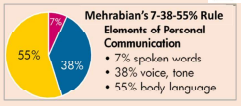 Mehrabian's 7-38-55% Rule
Elements of Personal
Communication
• 7% spoken words
• 38% voice, tone
• 55% body language
7%
55%
38%